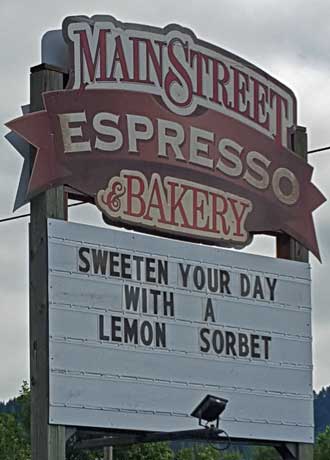 MAINSTREET
ESPRESSO
& BAKERY
SWEETEN YOUR DAY
WITH A
LEMON SORBET